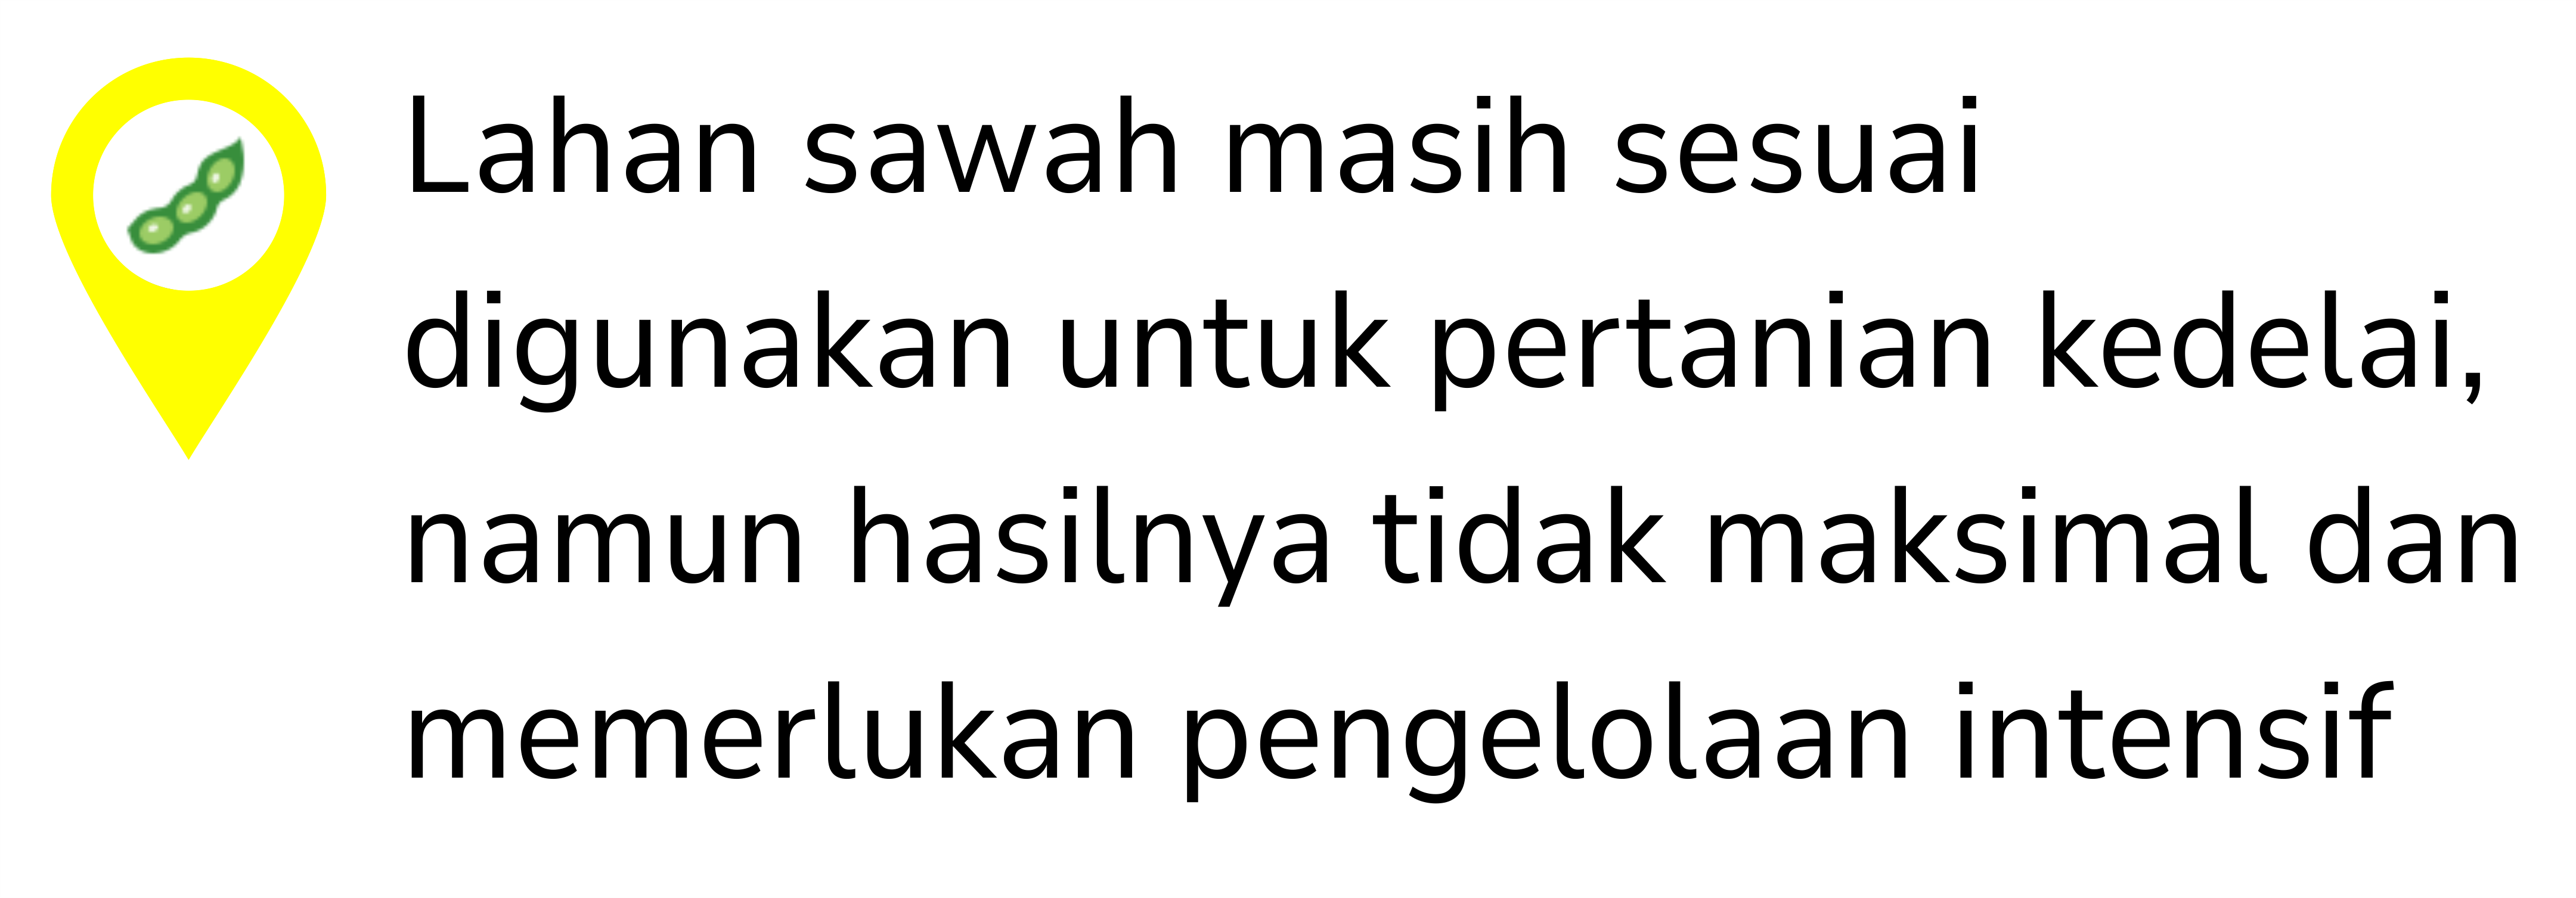 Lahan sawah masih sesuai
digunakan untuk pertanian kedelai,
namun hasilnya tidak maksimal dan
memerlukan pengelolaan intensif